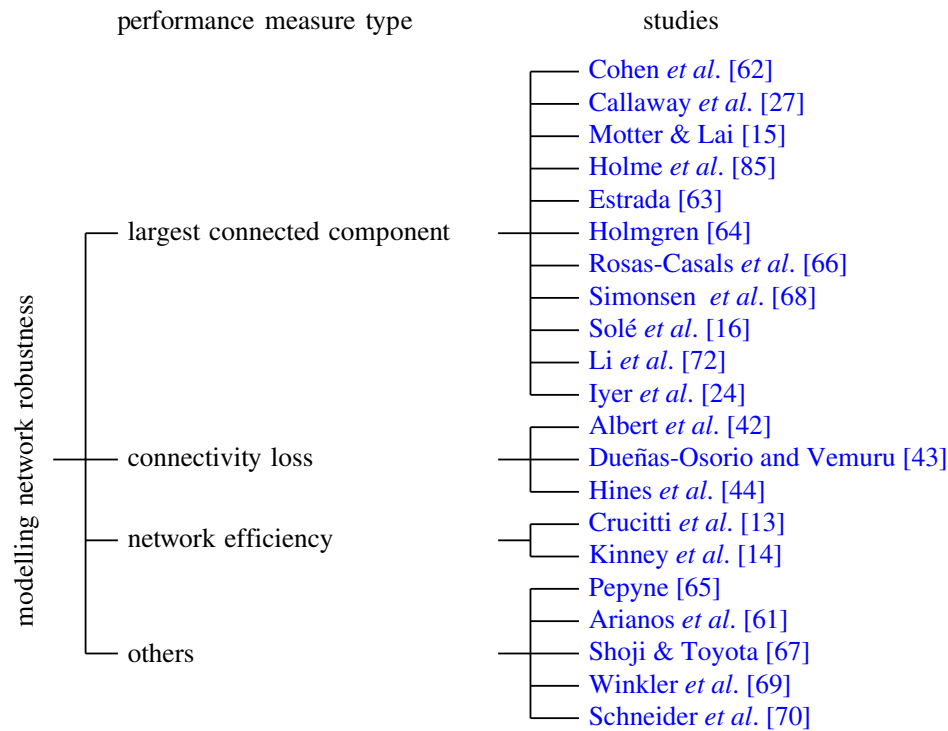 performance measure type
studies
modelling network robustness
largest connected component
Cohen et al. [62]
Callaway et al. [27]
Motter & Lai [15]
Holme et al. [85]
Estrada [63]
Holmgren [64]
Rosas-Casals et al. [66]
Simonsen et al. [68]
Solé et al. [16]
Li et al. [72]
Iyer et al. [24]
connectivity loss
Albert et al. [42]
Dueñas-Osorio and Vemuru [43]
Hines et al. [44]
network efficiency
Crucitti et al. [13]
Kinney et al. [14]
others
Pepyne [65]
Arianos et al. [61]
Shoji & Toyota [67]
Winkler et al. [69]
Schneider et al. [70]